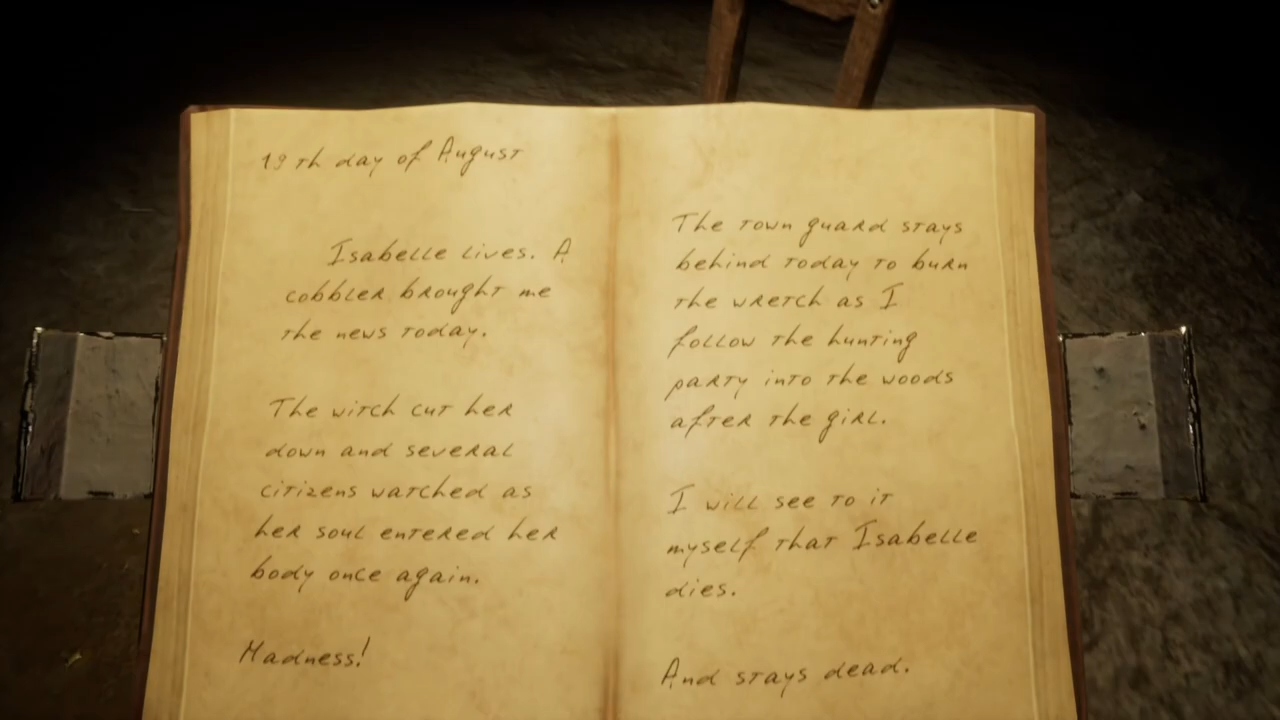 19th day of August
Isabelle lives. A
cobbler brought me
the news today.
The witch cut her
down and several
citizens watched as
her soul entered her
body once again.
Madness!
The town guard stays
behind today to burn
the wretch as I
follow the hunting
party into the woods
after the girl.
I will see to it
myself that Isabelle
dies.
And stays dead.